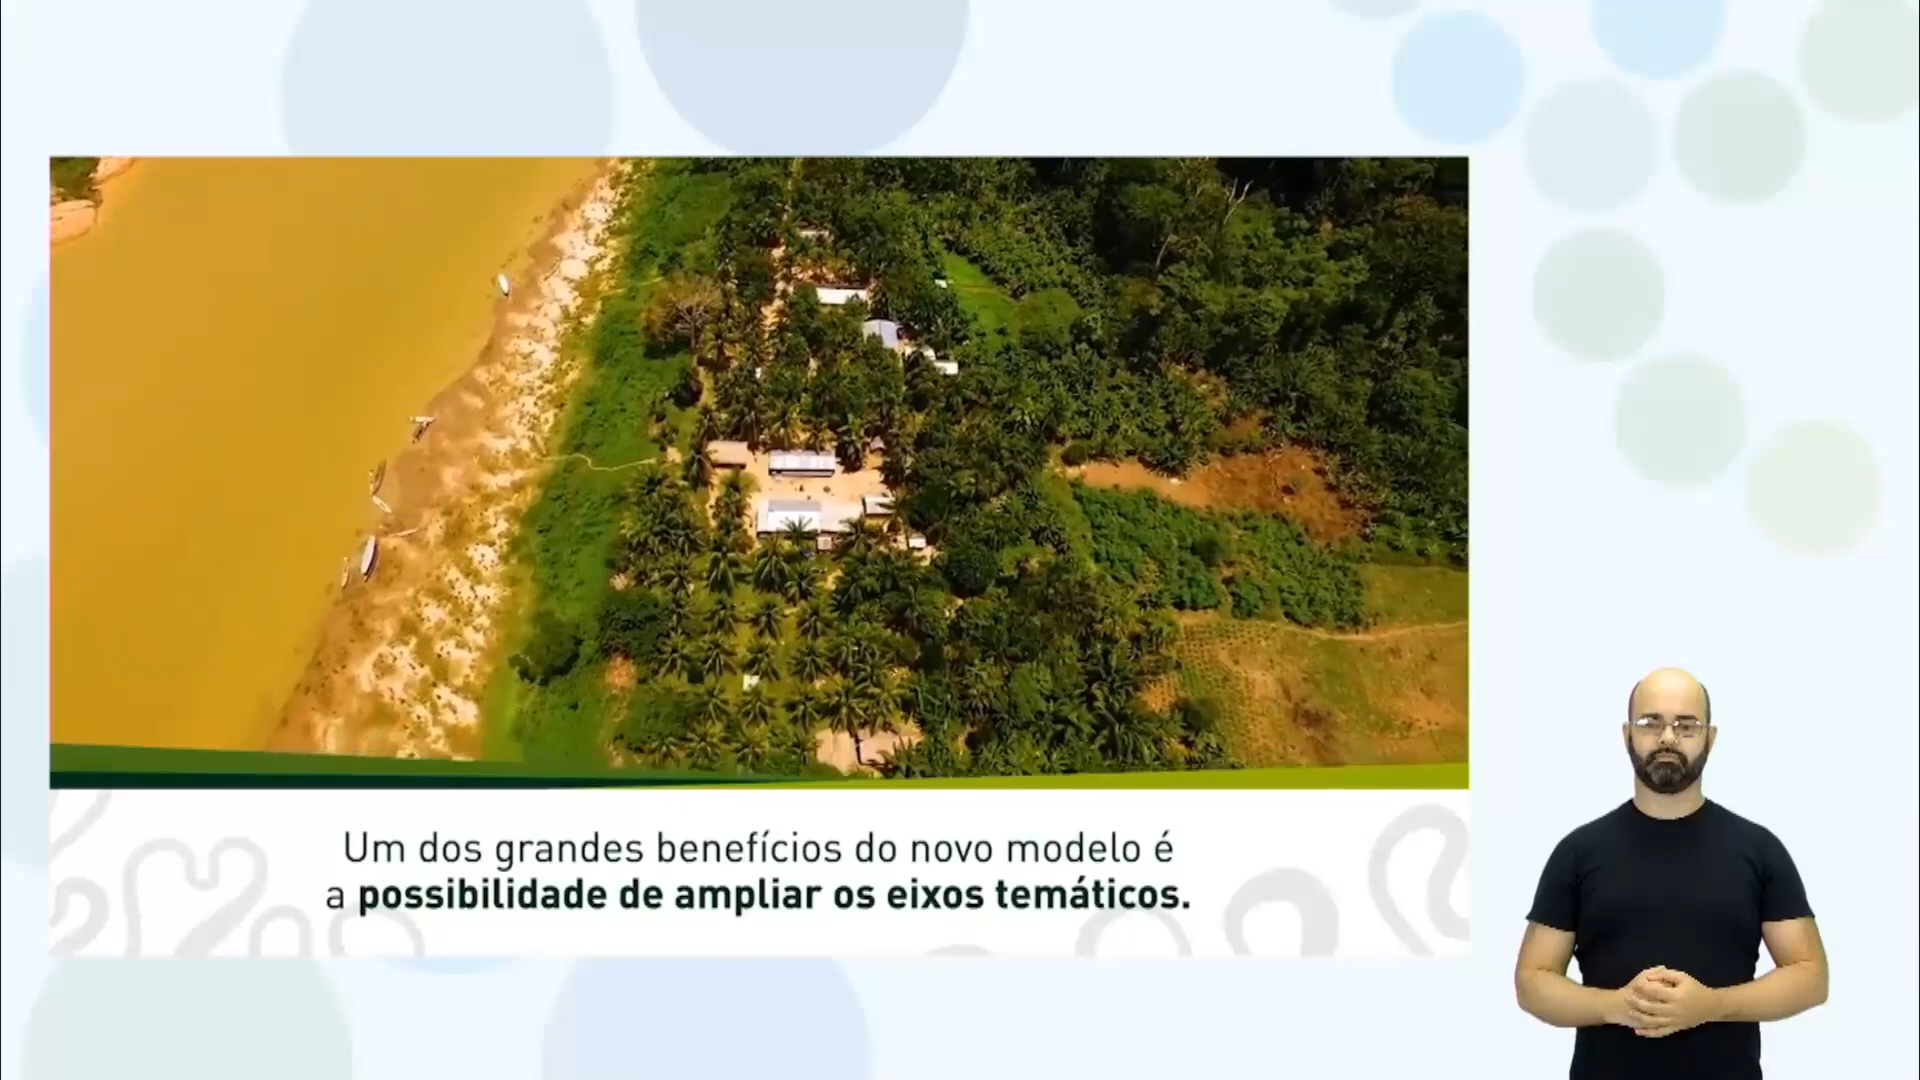 Um dos grandes benefícios do novo modelo é
a possibilidade de ampliar os eixos temáticos.